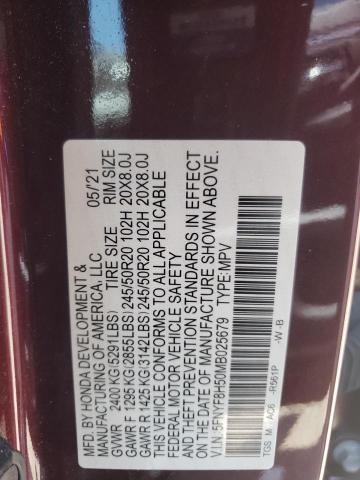 MFD. BY HONDA DEVELOPMENT & 05/'21
MANUFACTURING OF AMERICA, LLC
GVWR 2400 KG(5291LBS) TIRE SIZE RIM SIZE
GAWR F 1295 KG(2855LBS)245/50R20 102H 20X8.0J
GAWR R 1425 KG(3142LBS)245/50R20 102H 20X8.0J
THIS VEHICLE CONFORMS TO ALL APPLICABLE
FEDERAL MOTOR VEHICLE SAFETY
AND THEFT PREVENTION STANDARDS IN EFFECT
ON THE DATE OF MANUFACTURE SHOWN ABOVE.
V.I.N. 5FNYF8H50MB025679 TYPE:MPV
TGS M AC6 -R561P -W -B